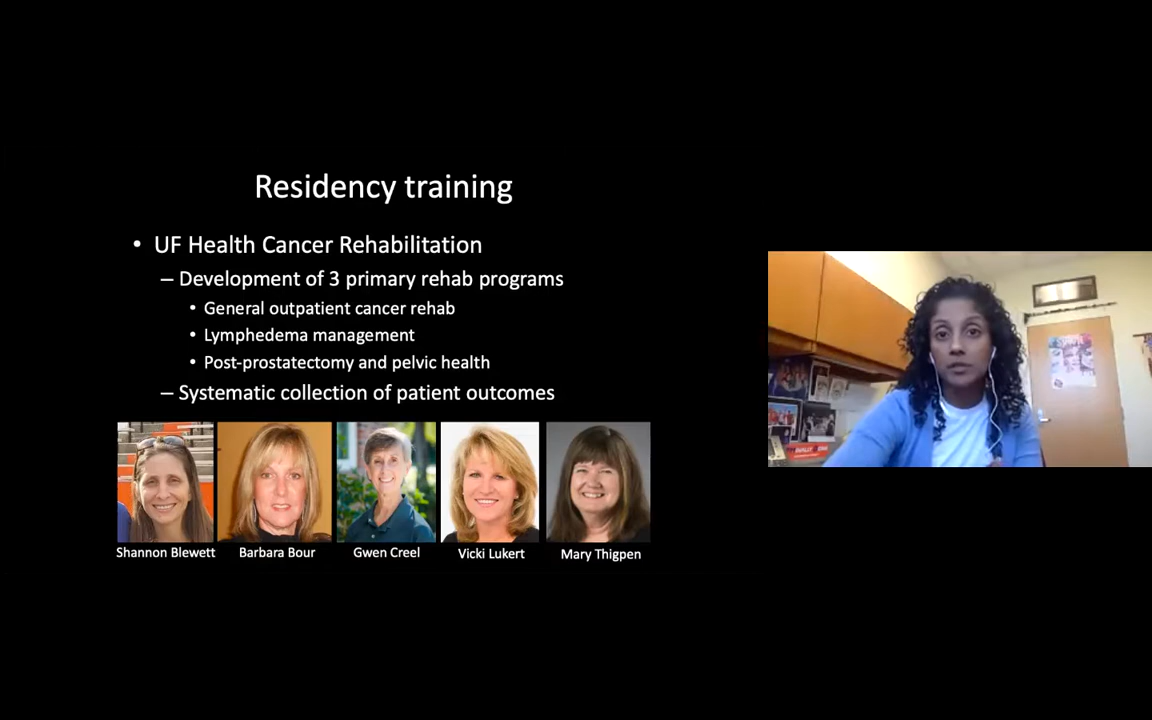 Residency training
• UF Health Cancer Rehabilitation
– Development of 3 primary rehab programs
• General outpatient cancer rehab
• Lymphedema management
• Post-prostatectomy and pelvic health
– Systematic collection of patient outcomes
Shannon Blewett
Barbara Bour
Gwen Creel
Vicki Lukert
Mary Thigpen